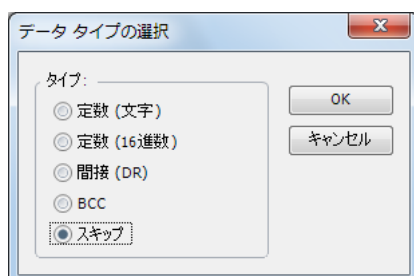 データ タイプの選択
タイプ:
定数 (文字)
定数 (16進数)
間接 (DR)
BCC
スキップ
OK
キャンセル